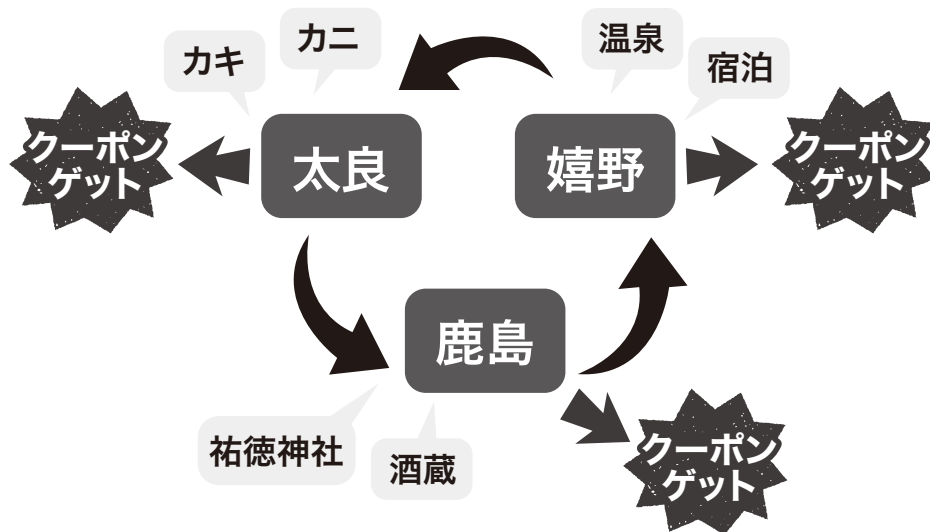 カキ
カニ
温泉
宿泊
クーポン
ゲット
太良
嬉野
クーポン
ゲット
鹿島
祐徳神社
酒蔵
クーポン
ゲット